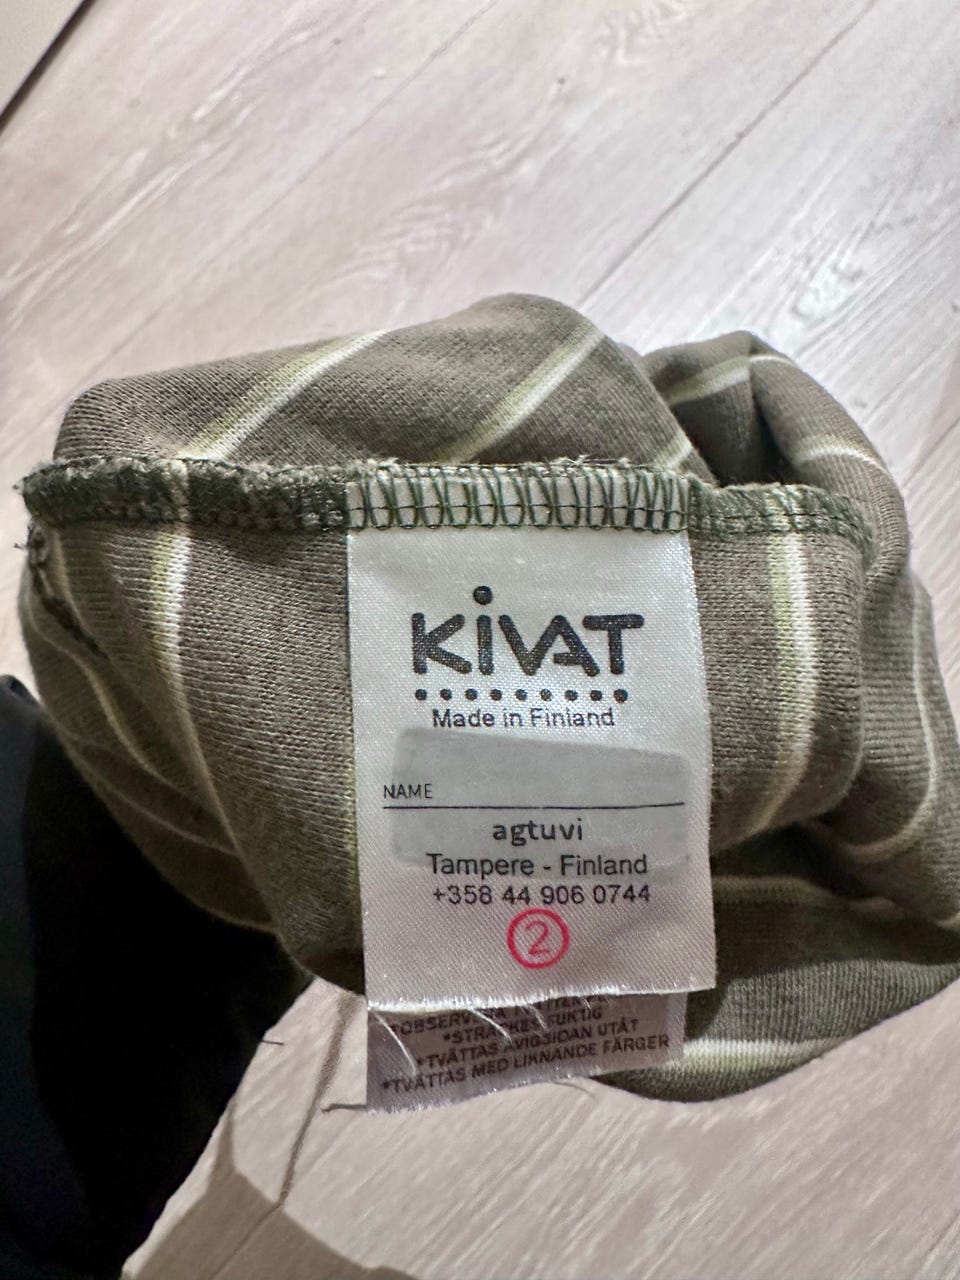 KIVAT
Made in Finland
NAME
agtuvi
Tampere - Finland
+358 44 906 0744
2
*STRYKES FUKTIG
*TVÄTTAS AVIGSIDAN UTÅT
*TVÄTTAS MED LIKNANDE FÄRGER